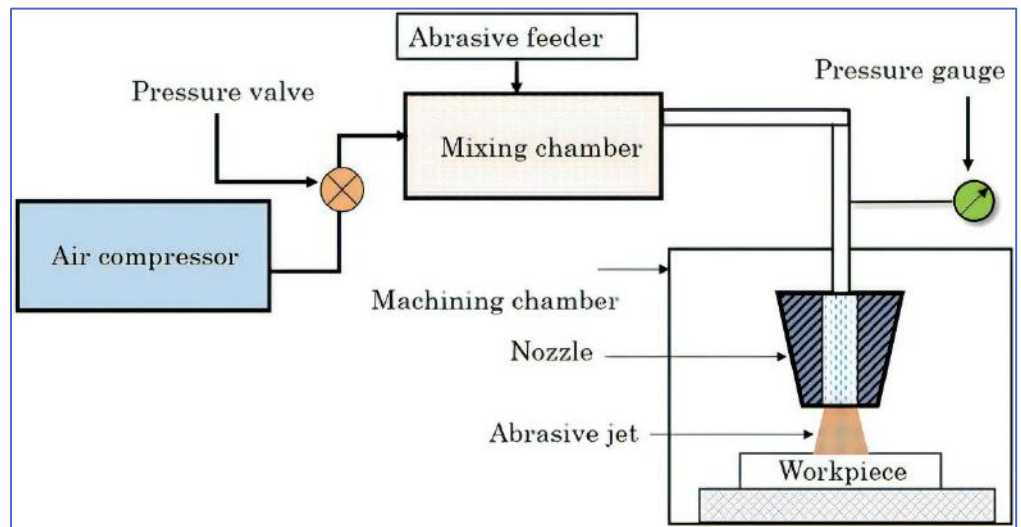 Abrasive feeder
Pressure gauge
Pressure valve
Mixing chamber
Air compressor
Machining chamber
Nozzle
Abrasive jet
Workpiece